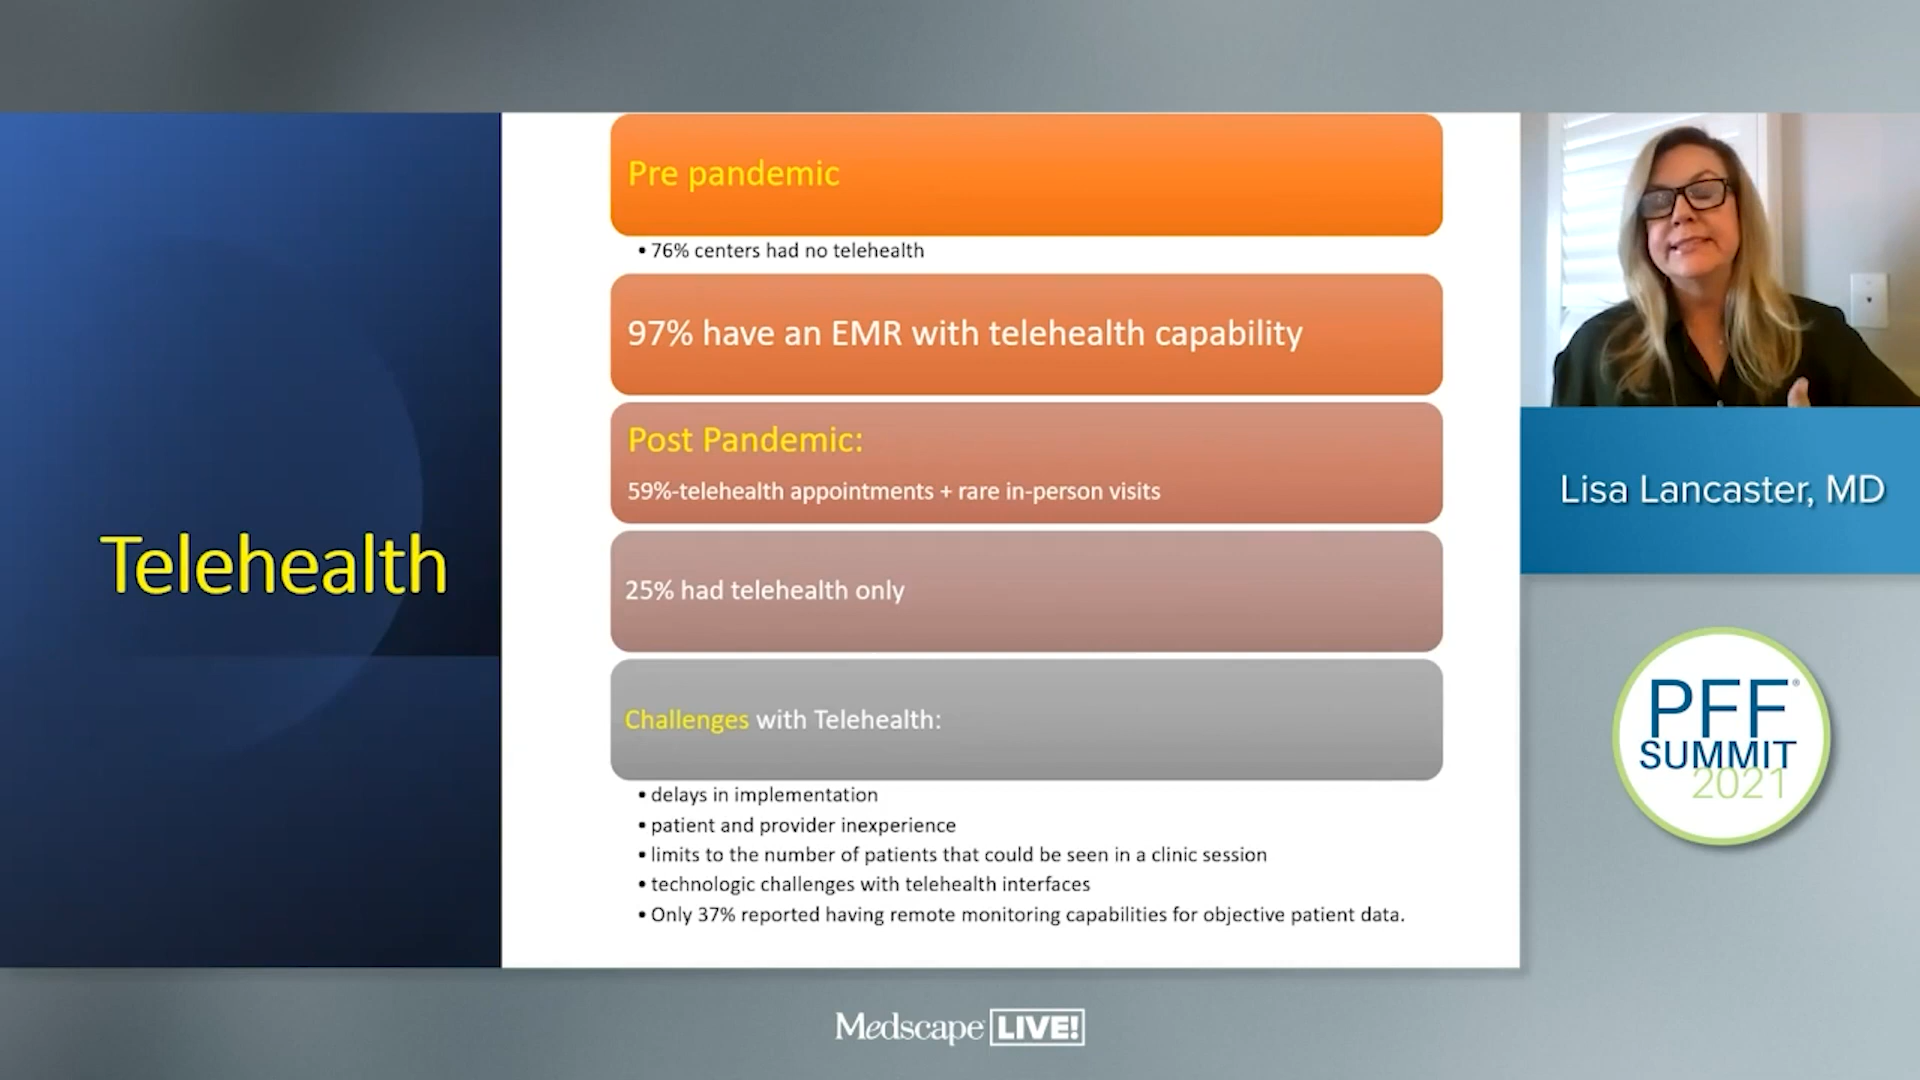 Telehealth
Pre pandemic
• 76% centers had no telehealth
97% have an EMR with telehealth capability
Post Pandemic:
59%-telehealth appointments + rare in-person visits
25% had telehealth only
Challenges with Telehealth:
• delays in implementation
• patient and provider inexperience
• limits to the number of patients that could be seen in a clinic session
• technologic challenges with telehealth interfaces
• Only 37% reported having remote monitoring capabilities for objective patient data.
Lisa Lancaster, MD
PFF®
SUMMIT
2021
Medscape LIVE!